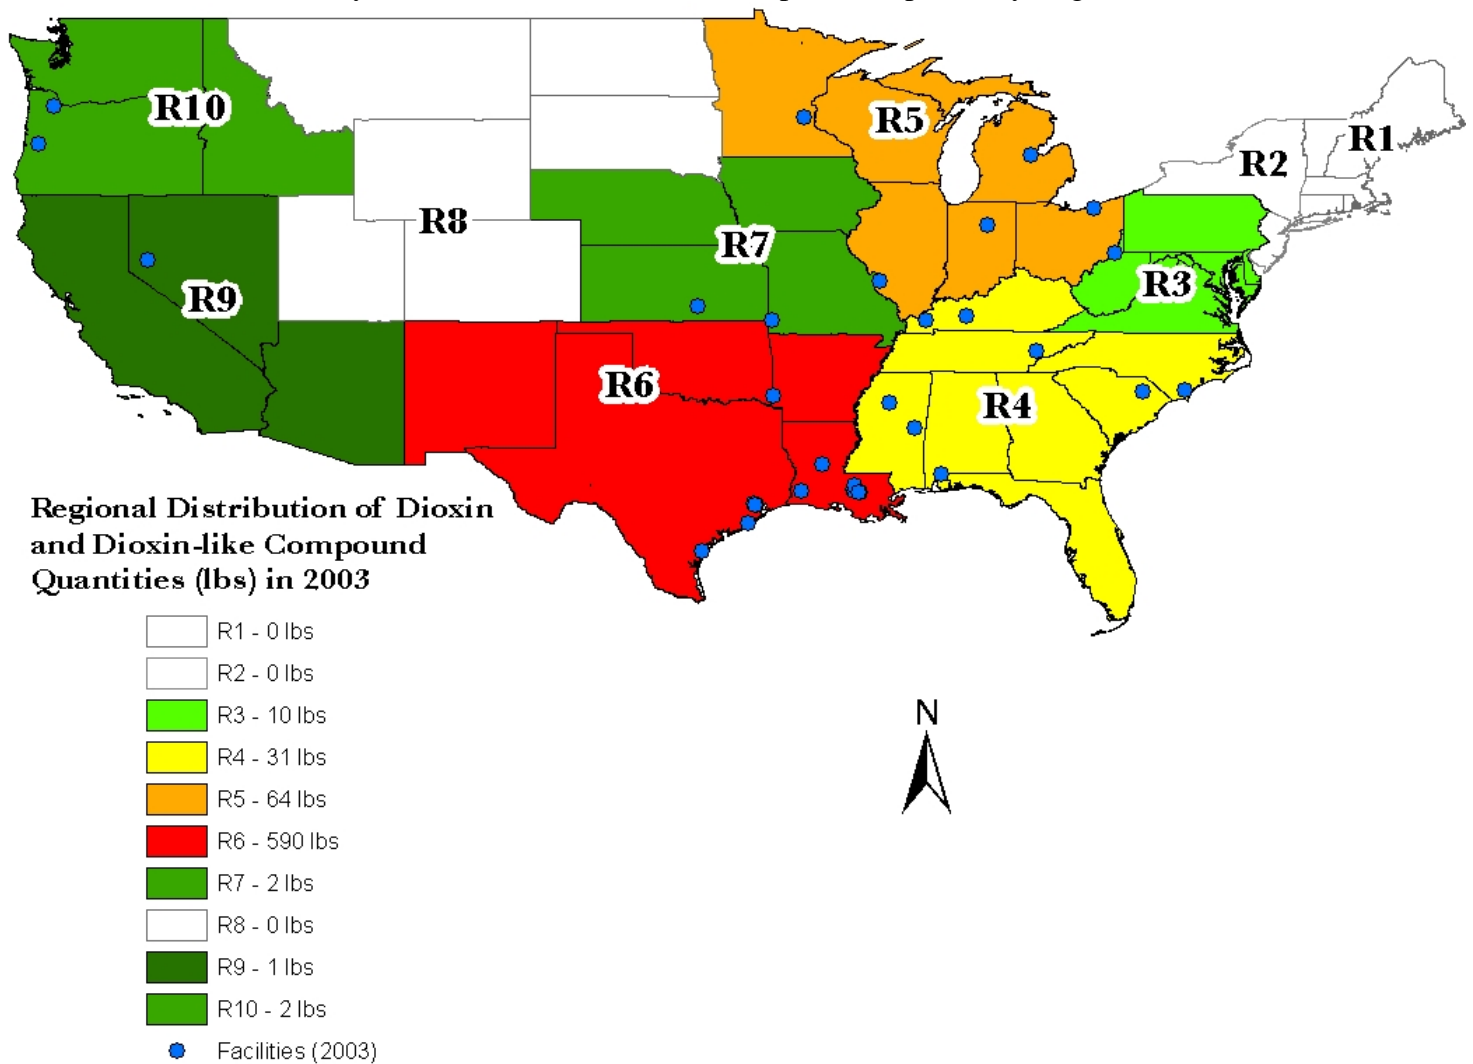 R10
R5
R1
R2
R8
R7
R3
R9
R6
R4
Regional Distribution of Dioxin
and Dioxin-like Compound
Quantities (lbs) in 2003
R1 - 0 lbs
R2 - 0 lbs
R3 - 10 lbs
R4 - 31 lbs
R5 - 64 lbs
R6 - 590 lbs
R7 - 2 lbs
R8 - 0 lbs
R9 - 1 lbs
R10 - 2 lbs
Facilities (2003)
N